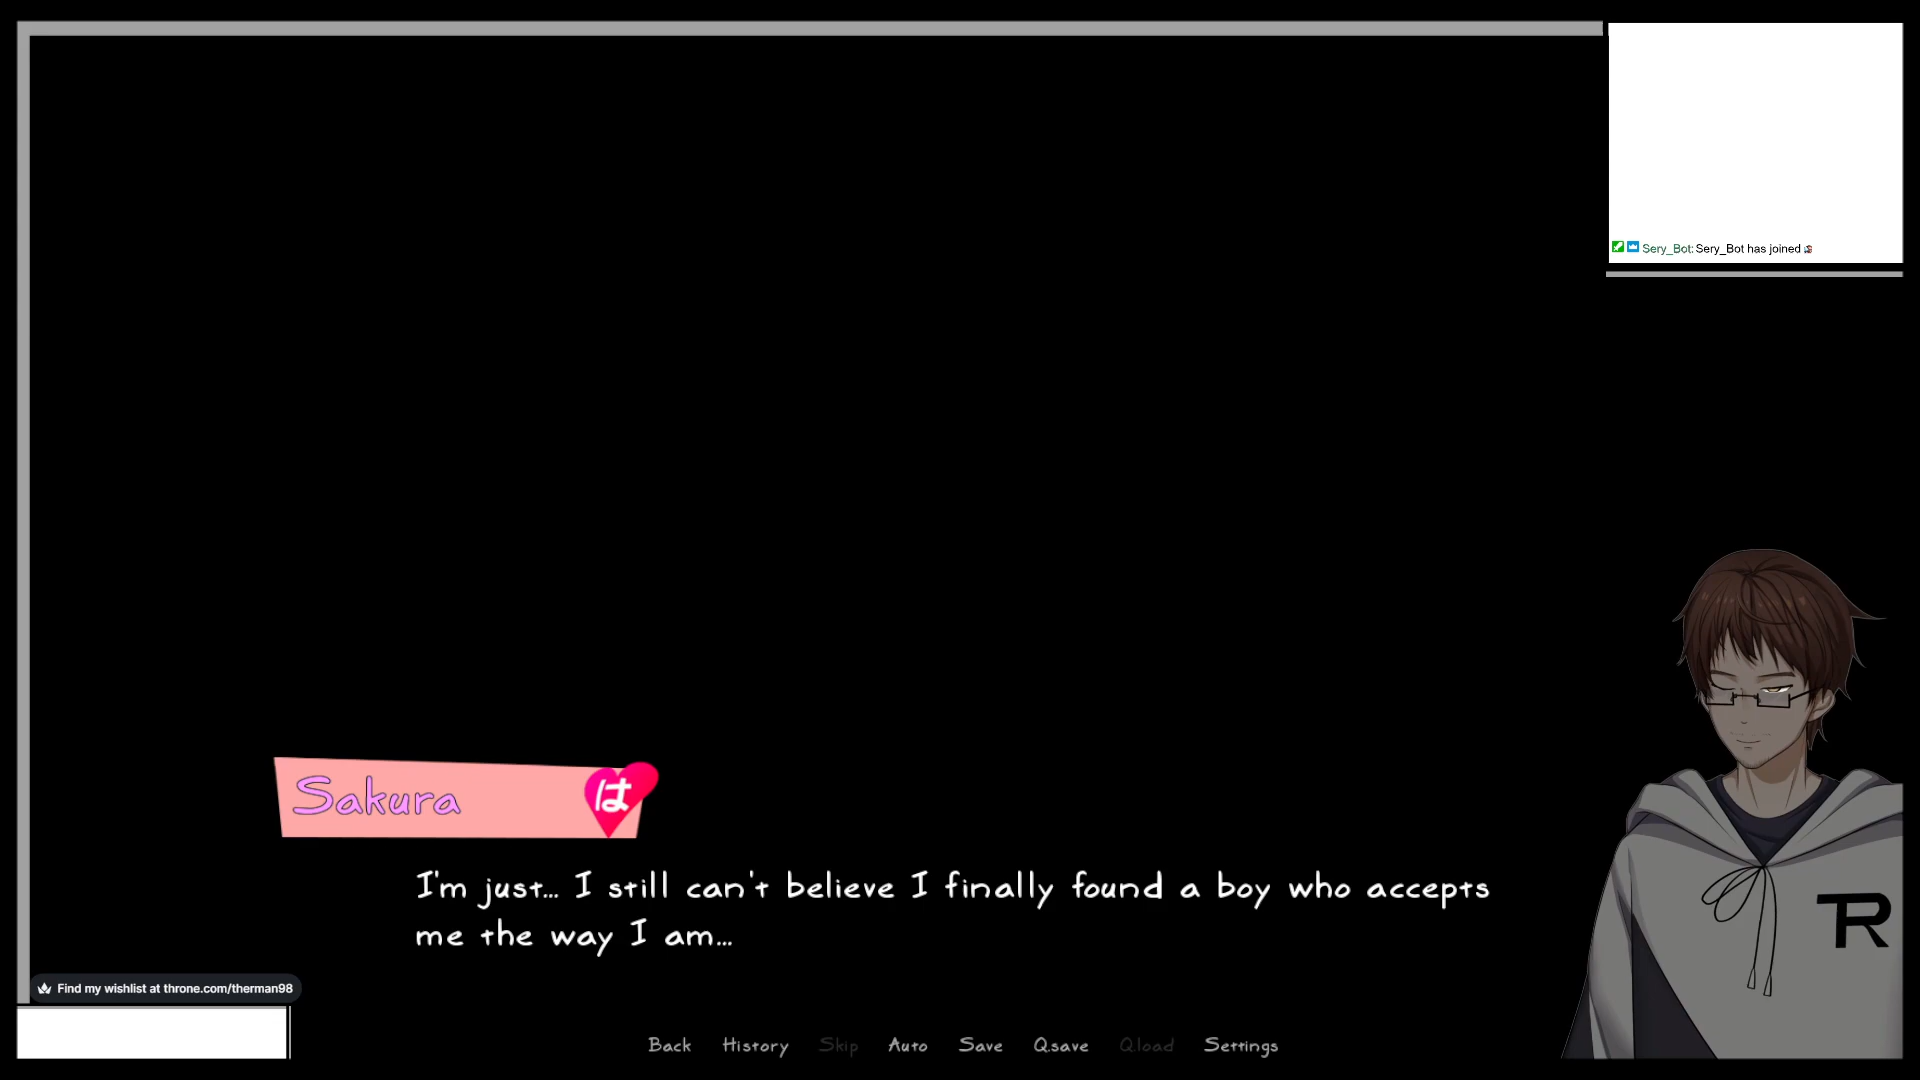 Sery_Bot: Sery_Bot has joined
Sakura
は
I'm just... I still can't believe I finally found a boy who accepts
me the way I am...
TR
Find my wishlist at throne.com/therman98
Back History Skip Auto Save Q.save Q.load Settings